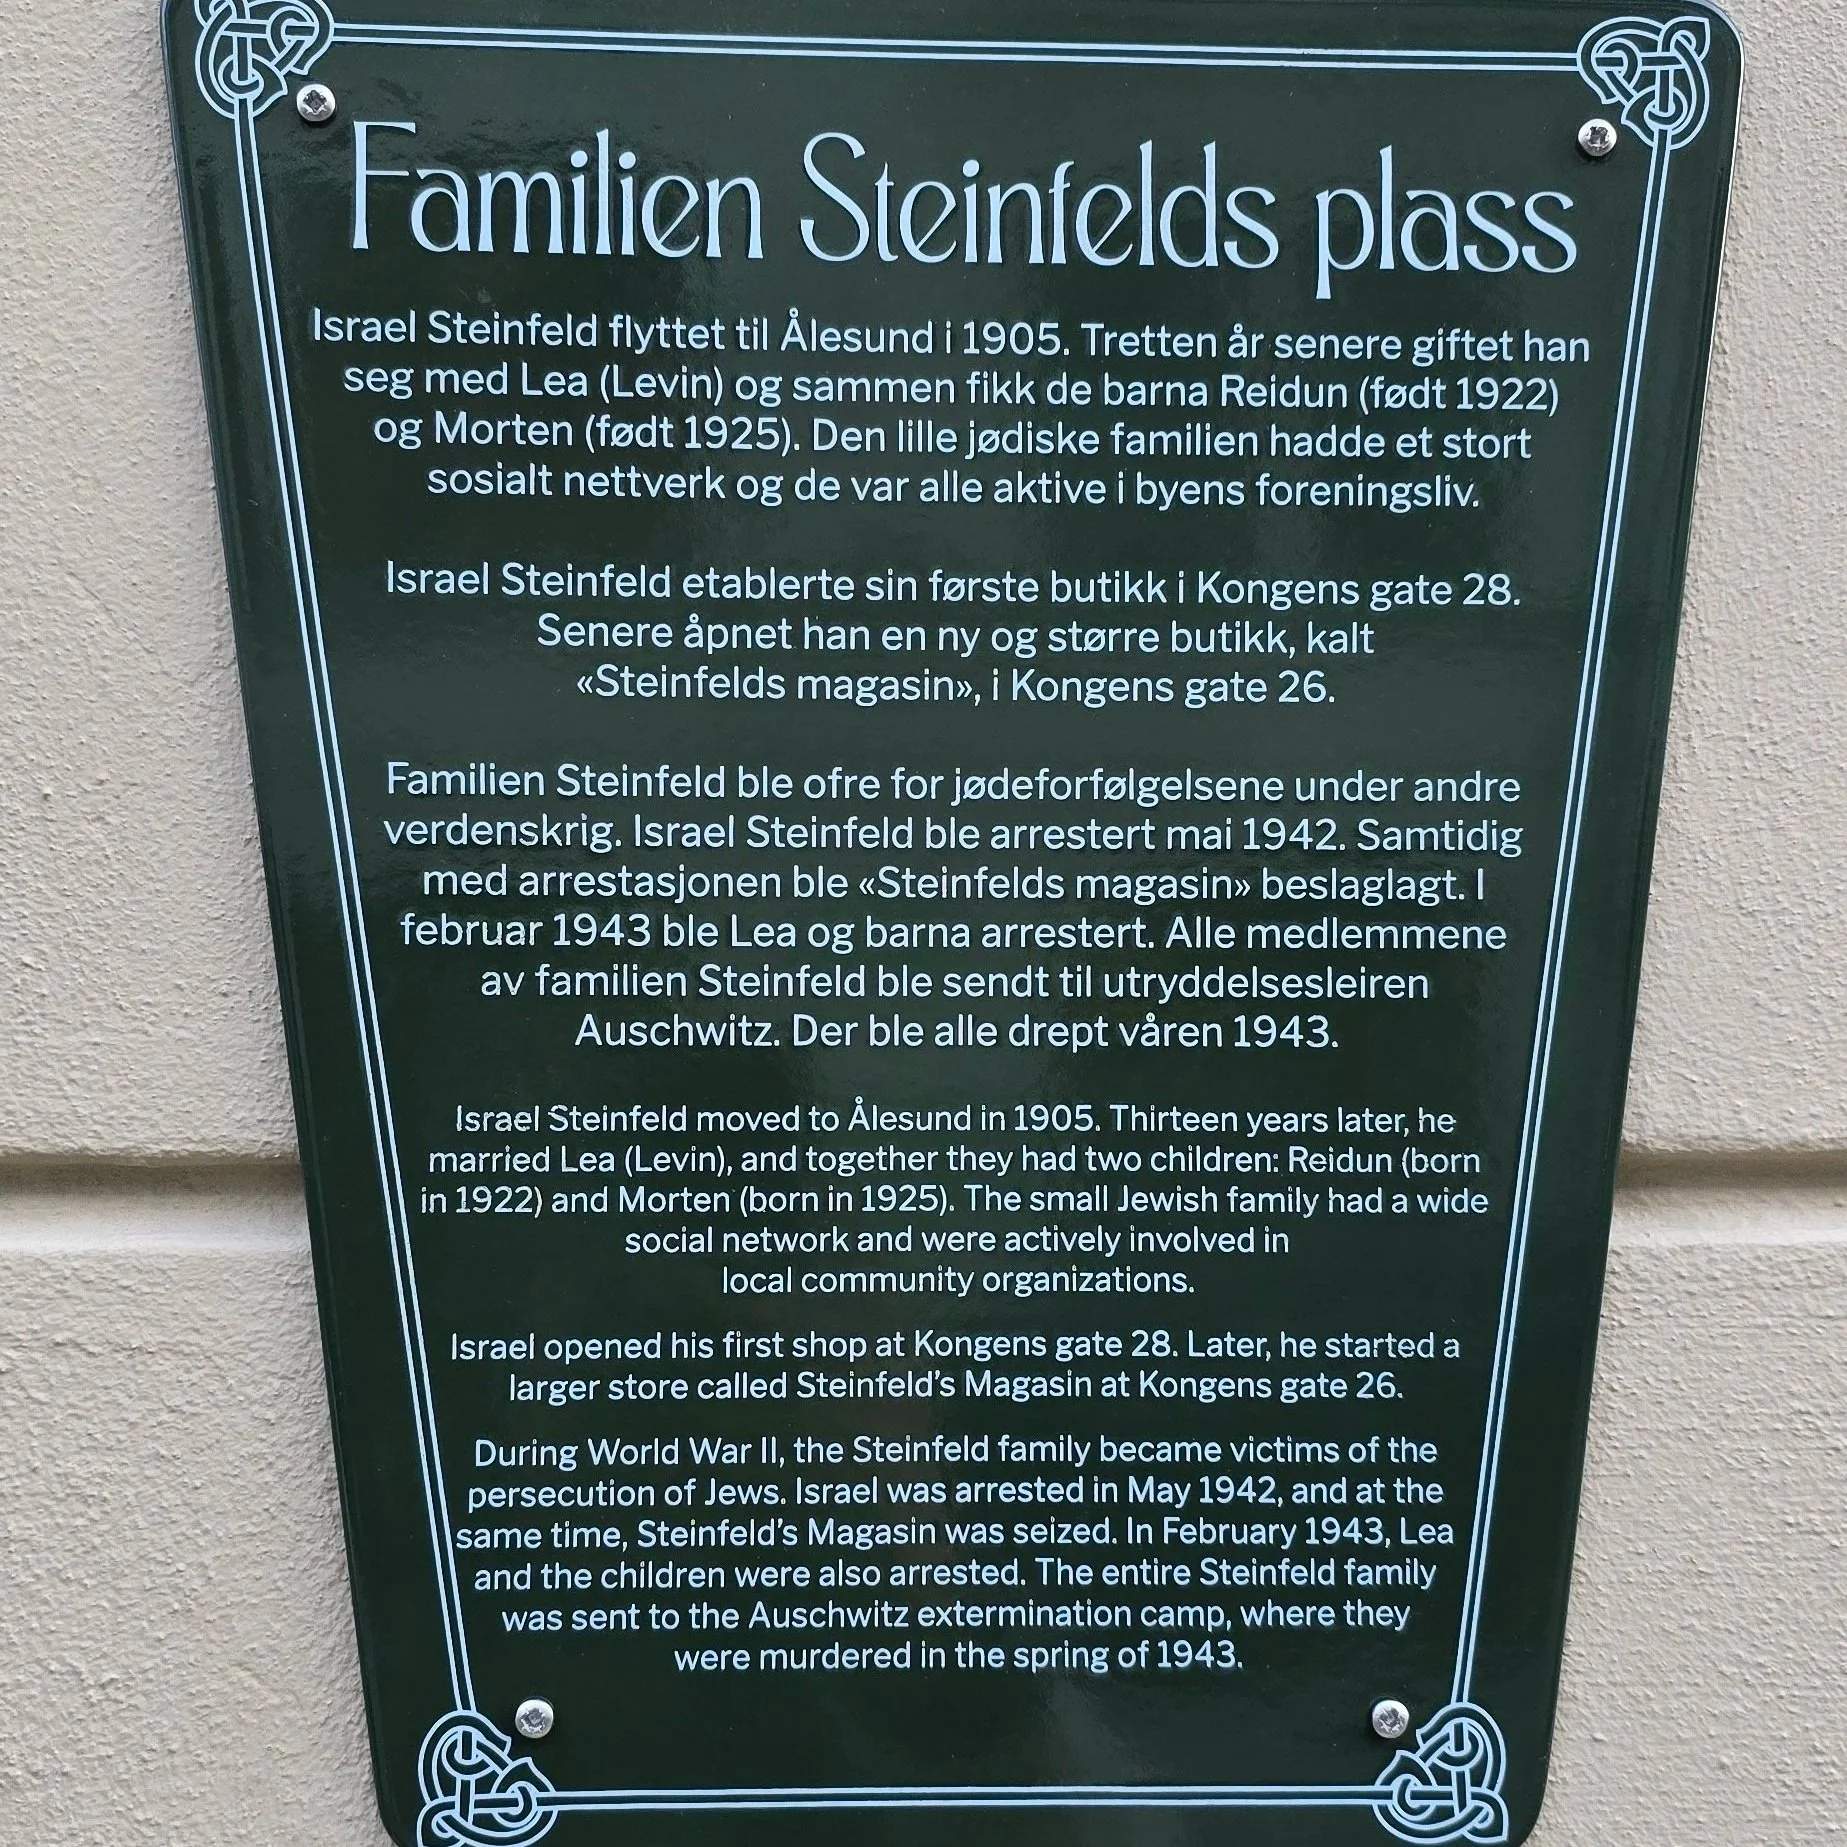 Familien Steinfelds plass
Israel Steinfeld flyttet til Ålesund i 1905. Tretten år senere giftet han
seg med Lea (Levin) og sammen fikk de barna Reidun (født 1922)
og Morten (født 1925). Den lille jødiske familien hadde et stort
sosialt nettverk og de var alle aktive i byens foreningsliv.
Israel Steinfeld etablerte sin første butikk i Kongens gate 28.
Senere åpnet han en ny og større butikk, kalt
«Steinfelds magasin», i Kongens gate 26.
Familien Steinfeld ble ofre for jødeforfølgelsene under andre
verdenskrig. Israel Steinfeld ble arrestert mai 1942. Samtidig
med arrestasjonen ble «Steinfelds magasin» beslaglagt. I
februar 1943 ble Lea og barna arrestert. Alle medlemmene
av familien Steinfeld ble sendt til utryddelsesleiren
Auschwitz. Der ble alle drept våren 1943.
Israel Steinfeld moved to Ålesund in 1905. Thirteen years later, he
married Lea (Levin), and together they had two children: Reidun (born
in 1922) and Morten (born in 1925). The small Jewish family had a wide
social network and were actively involved in
local community organizations.
Israel opened his first shop at Kongens gate 28. Later, he started a
larger store called Steinfeld's Magasin at Kongens gate 26.
During World War II, the Steinfeld family became victims of the
persecution of Jews. Israel was arrested in May 1942, and at the
same time, Steinfeld's Magasin was seized. In February 1943, Lea
and the children were also arrested. The entire Steinfeld family
was sent to the Auschwitz extermination camp, where they
were murdered in the spring of 1943.